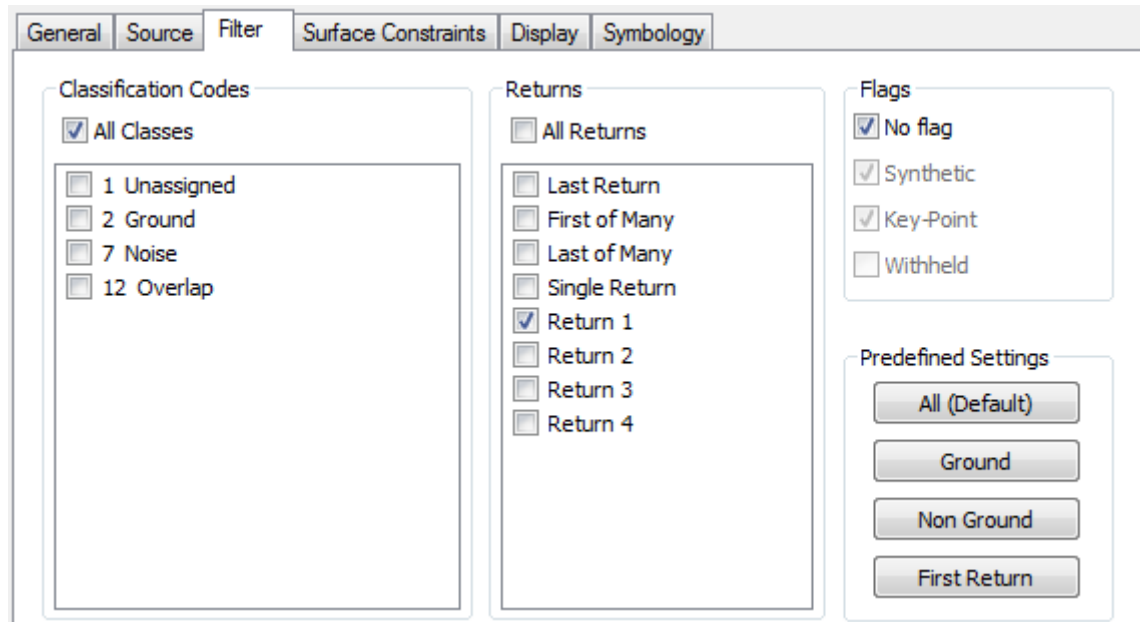 General Source Filter Surface Constraints Display Symbology
Classification Codes
All Classes
1 Unassigned
2 Ground
7 Noise
12 Overlap
Returns
All Returns
Last Return
First of Many
Last of Many
Single Return
Return 1
Return 2
Return 3
Return 4
Flags
No flag
Synthetic
Key-Point
Withheld
Predefined Settings
All (Default)
Ground
Non Ground
First Return